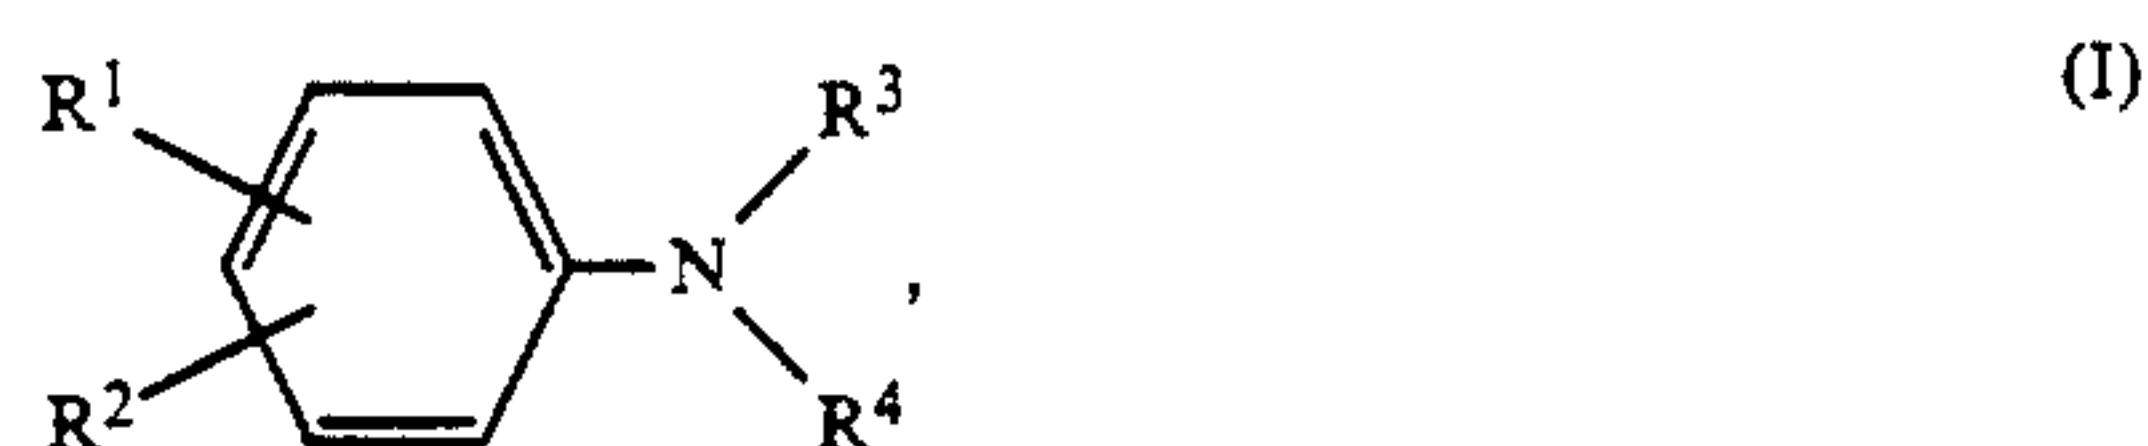 R¹ R³ (I)
N ,
R² R⁴